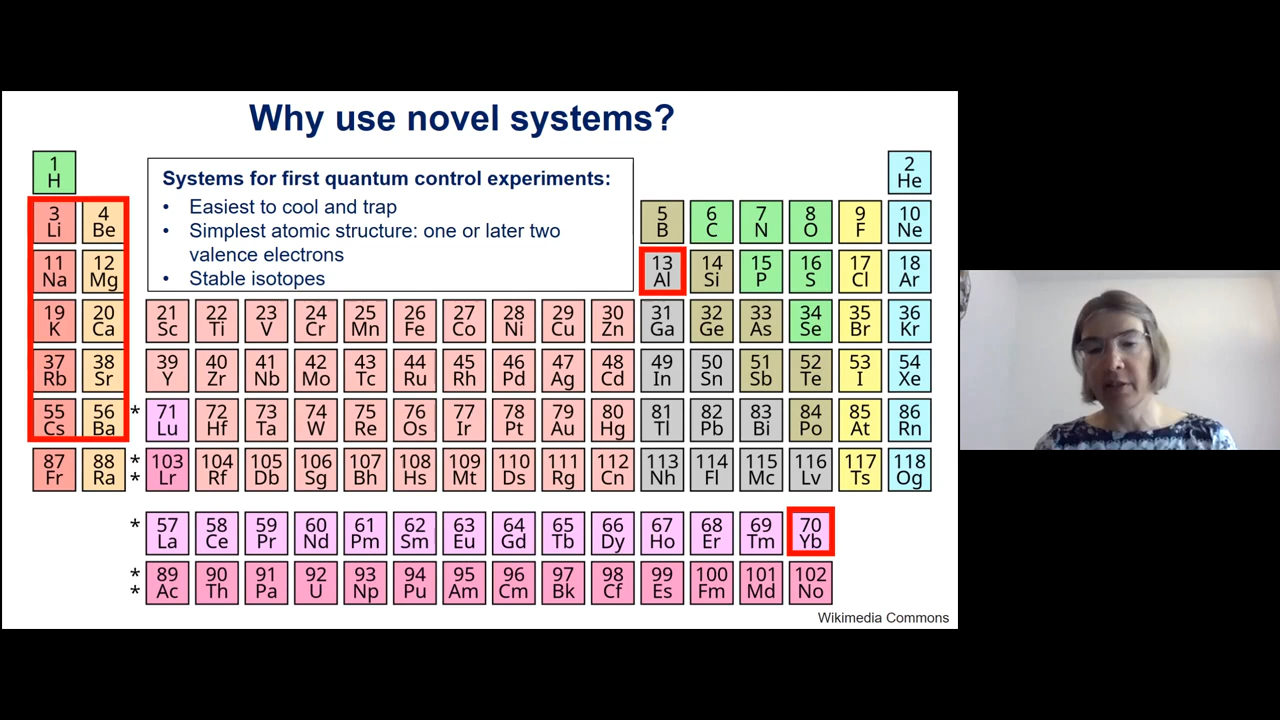 Why use novel systems?
1
H
2
He
Systems for first quantum control experiments:
• Easiest to cool and trap
• Simplest atomic structure: one or later two
valence electrons
• Stable isotopes
3 4 5 6 7 8 9 10
Li Be B C N O F Ne
11 12 13 14 15 16 17 18
Na Mg Al Si P S Cl Ar
19 20 21 22 23 24 25 26 27 28 29 30 31 32 33 34 35 36
K Ca Sc Ti V Cr Mn Fe Co Ni Cu Zn Ga Ge As Se Br Kr
37 38 39 40 41 42 43 44 45 46 47 48 49 50 51 52 53 54
Rb Sr Y Zr Nb Mo Tc Ru Rh Pd Ag Cd In Sn Sb Te I Xe
55 56 * 71 72 73 74 75 76 77 78 79 80 81 82 83 84 85 86
Cs Ba Lu Hf Ta W Re Os Ir Pt Au Hg Tl Pb Bi Po At Rn
87 88 * 103 104 105 106 107 108 109 110 111 112 113 114 115 116 117 118
Fr Ra * Lr Rf Db Sg Bh Hs Mt Ds Rg Cn Nh Fl Mc Lv Ts Og
* 57 58 59 60 61 62 63 64 65 66 67 68 69 70
La Ce Pr Nd Pm Sm Eu Gd Tb Dy Ho Er Tm Yb
* 89 90 91 92 93 94 95 96 97 98 99 100 101 102
* Ac Th Pa U Np Pu Am Cm Bk Cf Es Fm Md No
Wikimedia Commons